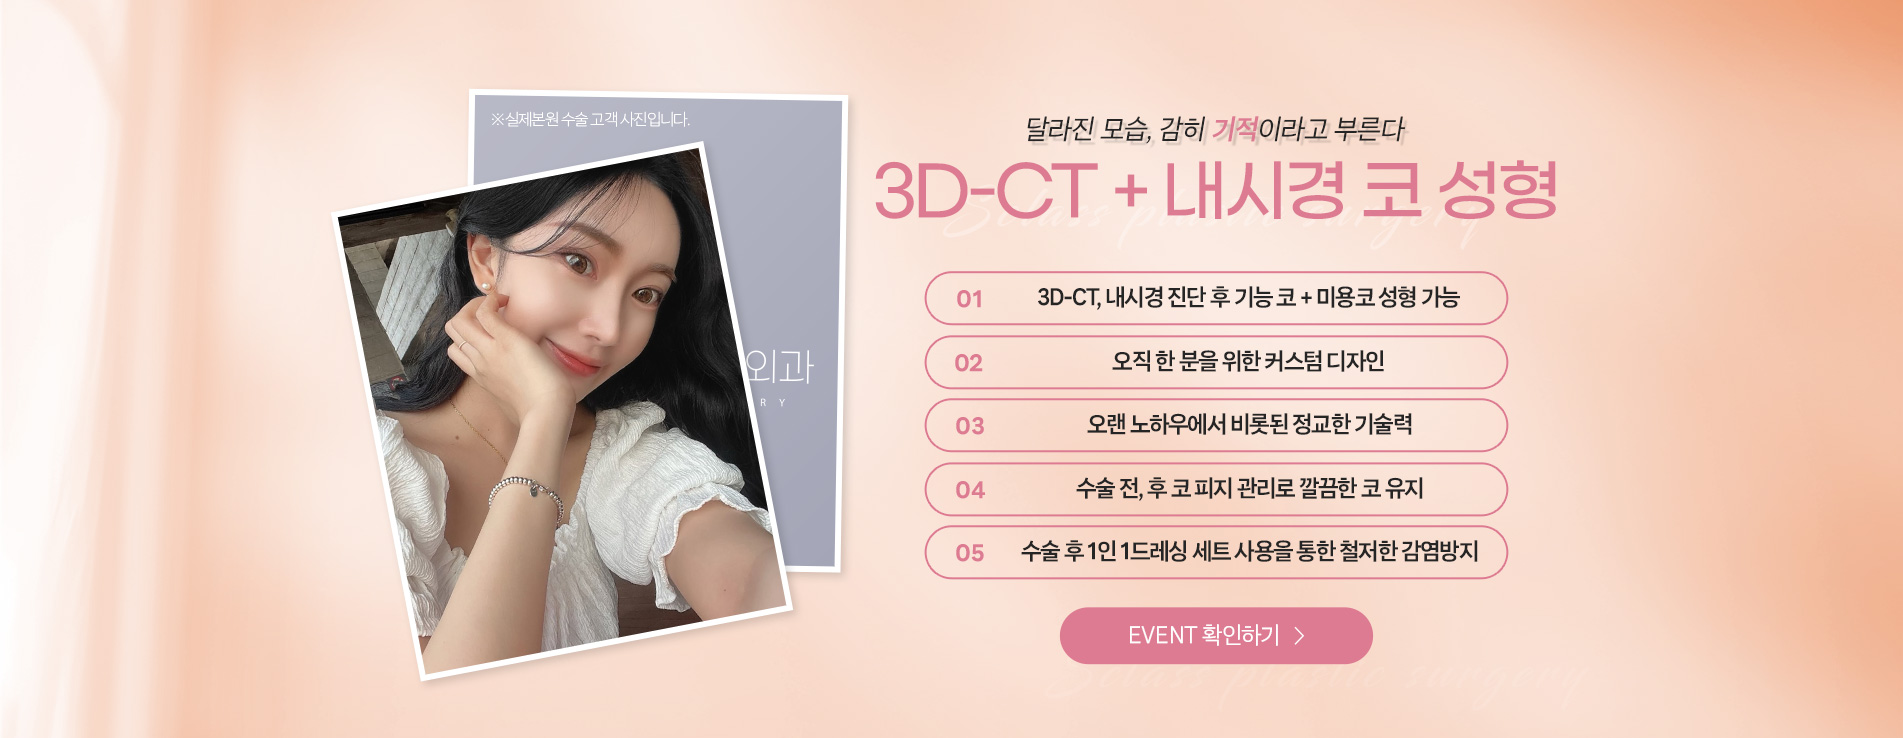 ※실제본원 수술 고객 사진입니다.
외과
R Y
달라진 모습, 감히 기적이라고 부른다
3D-CT + 내시경 코 성형
plastic surgery
01 3D-CT, 내시경 진단 후 기능 코 + 미용코 성형 가능
02 오직 한 분을 위한 커스텀 디자인
03 오랜 노하우에서 비롯된 정교한 기술력
04 수술 전, 후 코 피지 관리로 깔끔한 코 유지
05 수술 후 1인 1드레싱 세트 사용을 통한 철저한 감염방지
EVENT 확인하기
plastic surgery